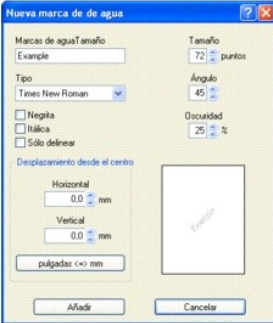 Nueva marca de de agua
Marcas de aguaTamaño
Example
Tamaño
72 puntos
Tipo
Times New Roman
Ángulo
45
Negrita
Itálica
Sólo delinear
Oscuridad
25 %
Desplazamiento desde el centro
Horizontal
0,0 mm
Vertical
0,0 mm
pulgadas <=> mm
Example
Añadir
Cancelar